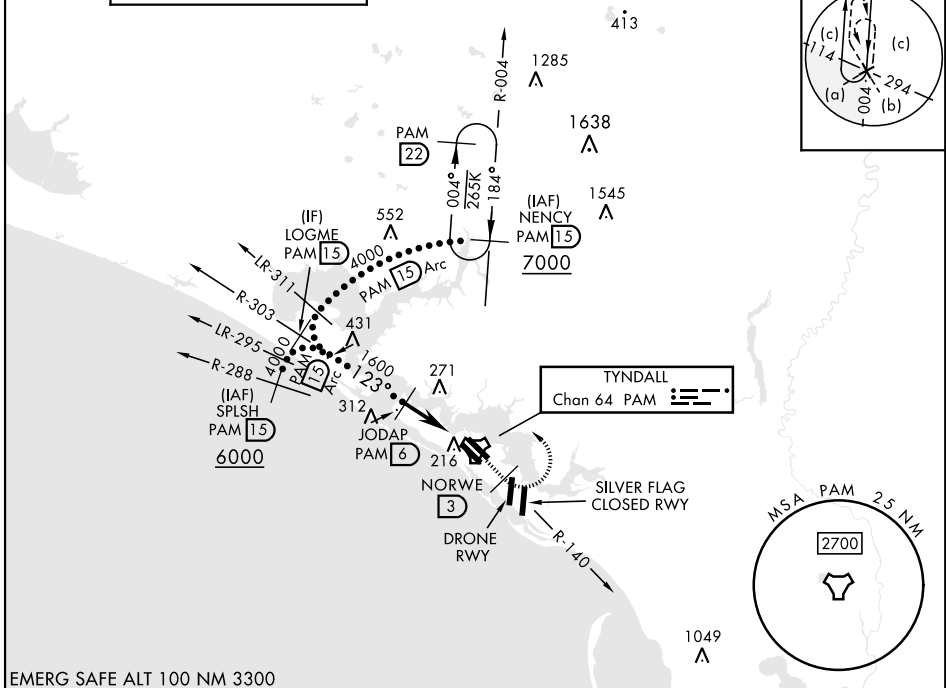 413
R-004
1285
PAM
22
1638
004°
265K
184°
1545
(IAF)
NENCY
PAM 15
7000
552
(IF)
LOGME
PAM 15
4000
PAM 15 Arc
LR-311
R-303
LR-295
R-288
431
4000
PAM
15
Arc
1600
123°
271
(IAF)
SPLSH
PAM 15
6000
312
JODAP
PAM 6
216
TYNDALL
Chan 64 PAM
NORWE
3
SILVER FLAG
CLOSED RWY
DRONE
RWY
R-140
MSA PAM 25 NM
2700
1049
EMERG SAFE ALT 100 NM 3300
(c)
(c)
114
294
(a)
(b)
004